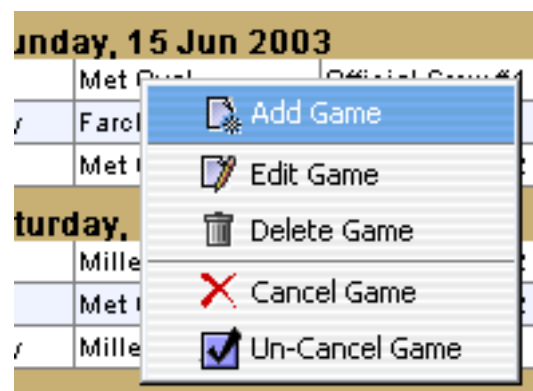 unday, 15 Jun 2003
Met
Add Game
Met
Edit Game
Delete Game
turday,
Mille
Cancel Game
Met
Mille
Un-Cancel Game